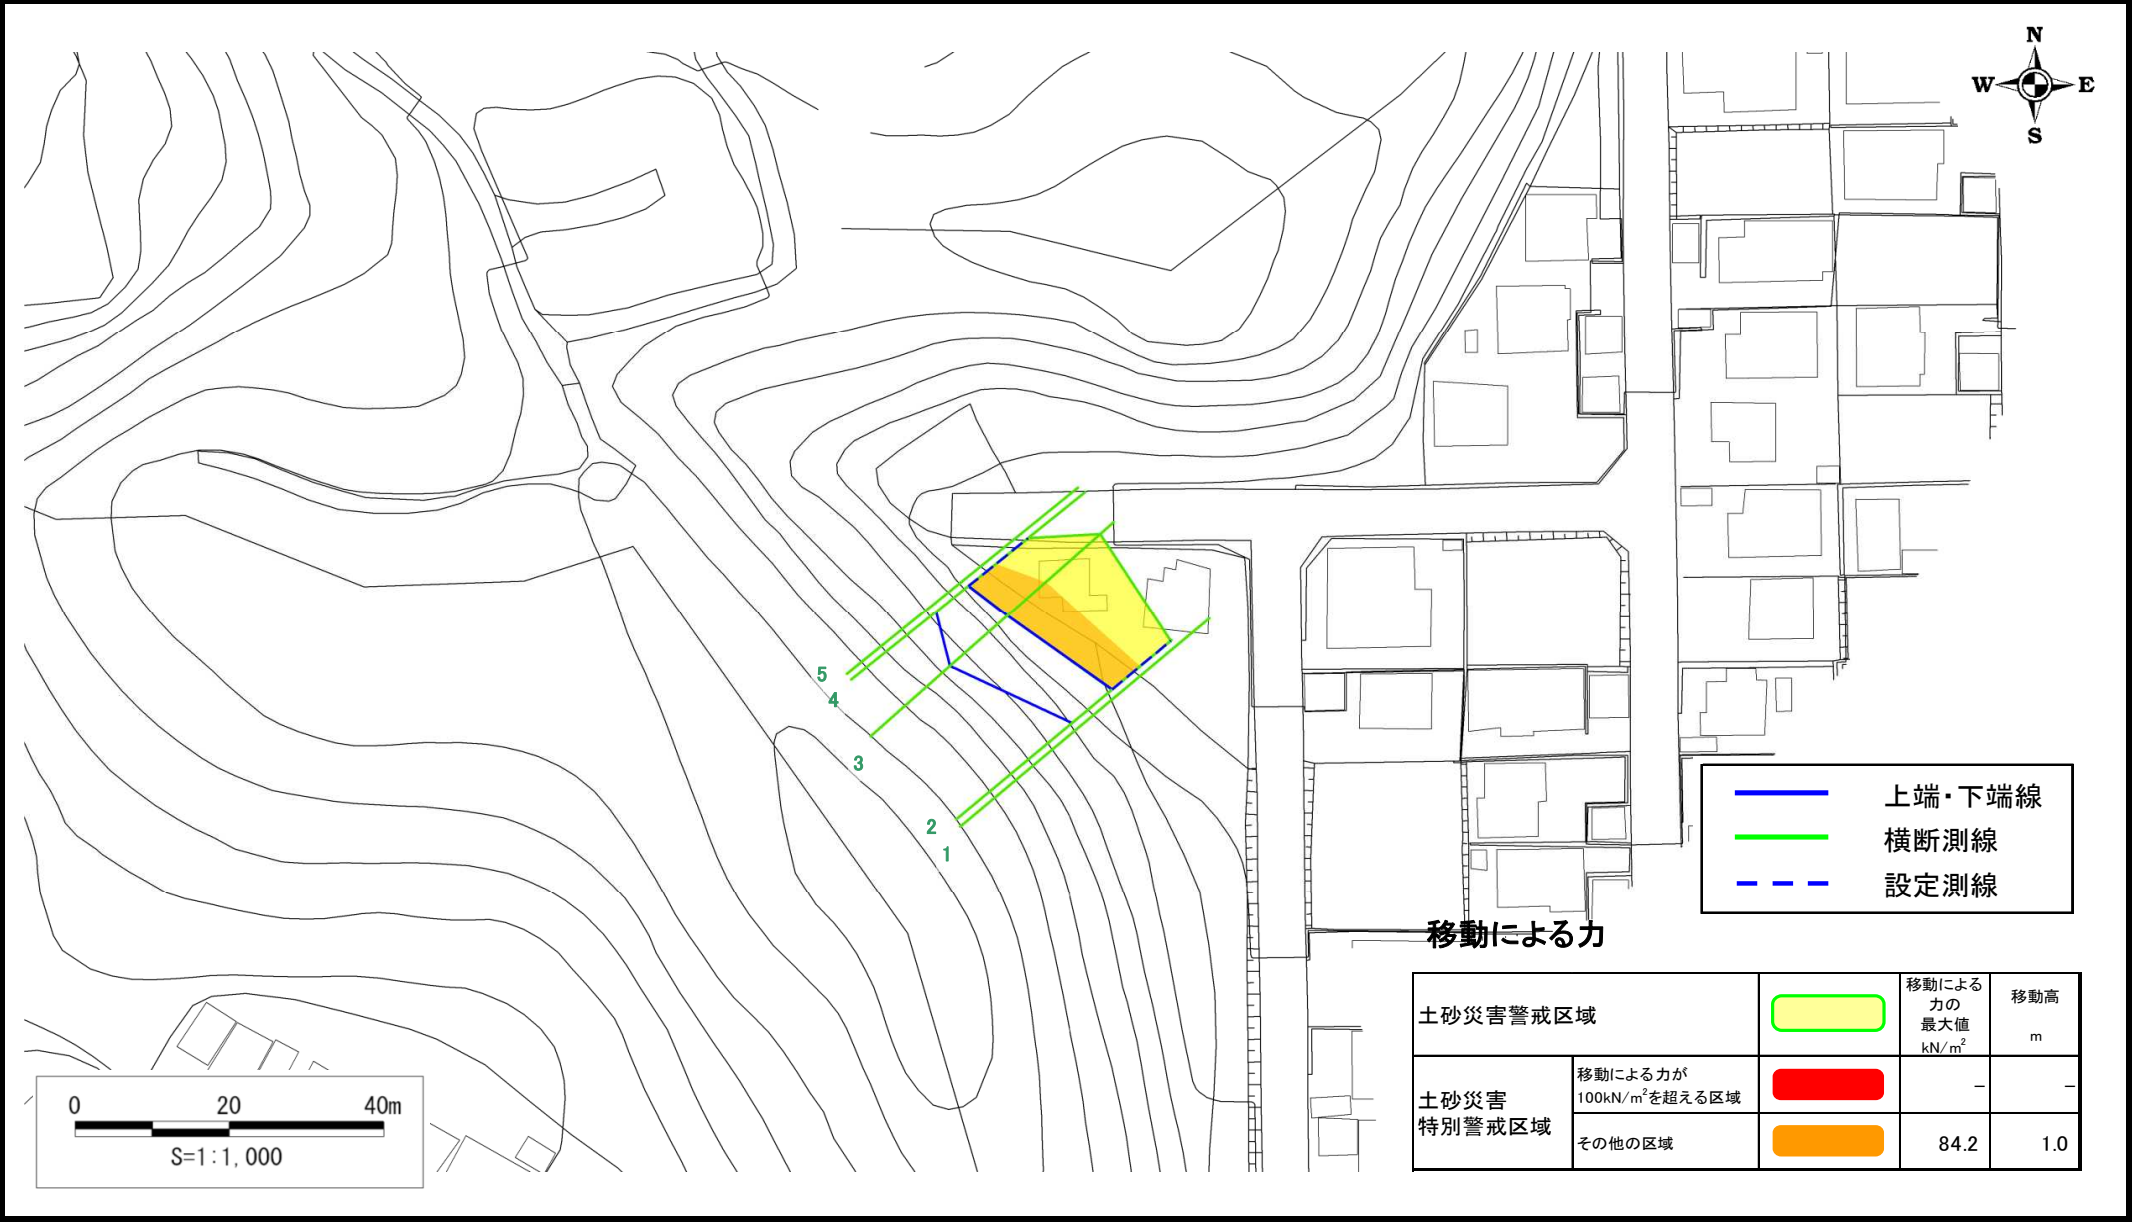 N
W E
S
5
4
3
2
1
上端・下端線
横断測線
設定測線
移動による力
土砂災害警戒区域
移動による
力の
最大値
kN/m²
移動高
m
土砂災害
特別警戒区域
移動による力が
100kN/m²を超える区域
－
－
その他の区域
84.2
1.0
0 20 40m
S=1:1,000